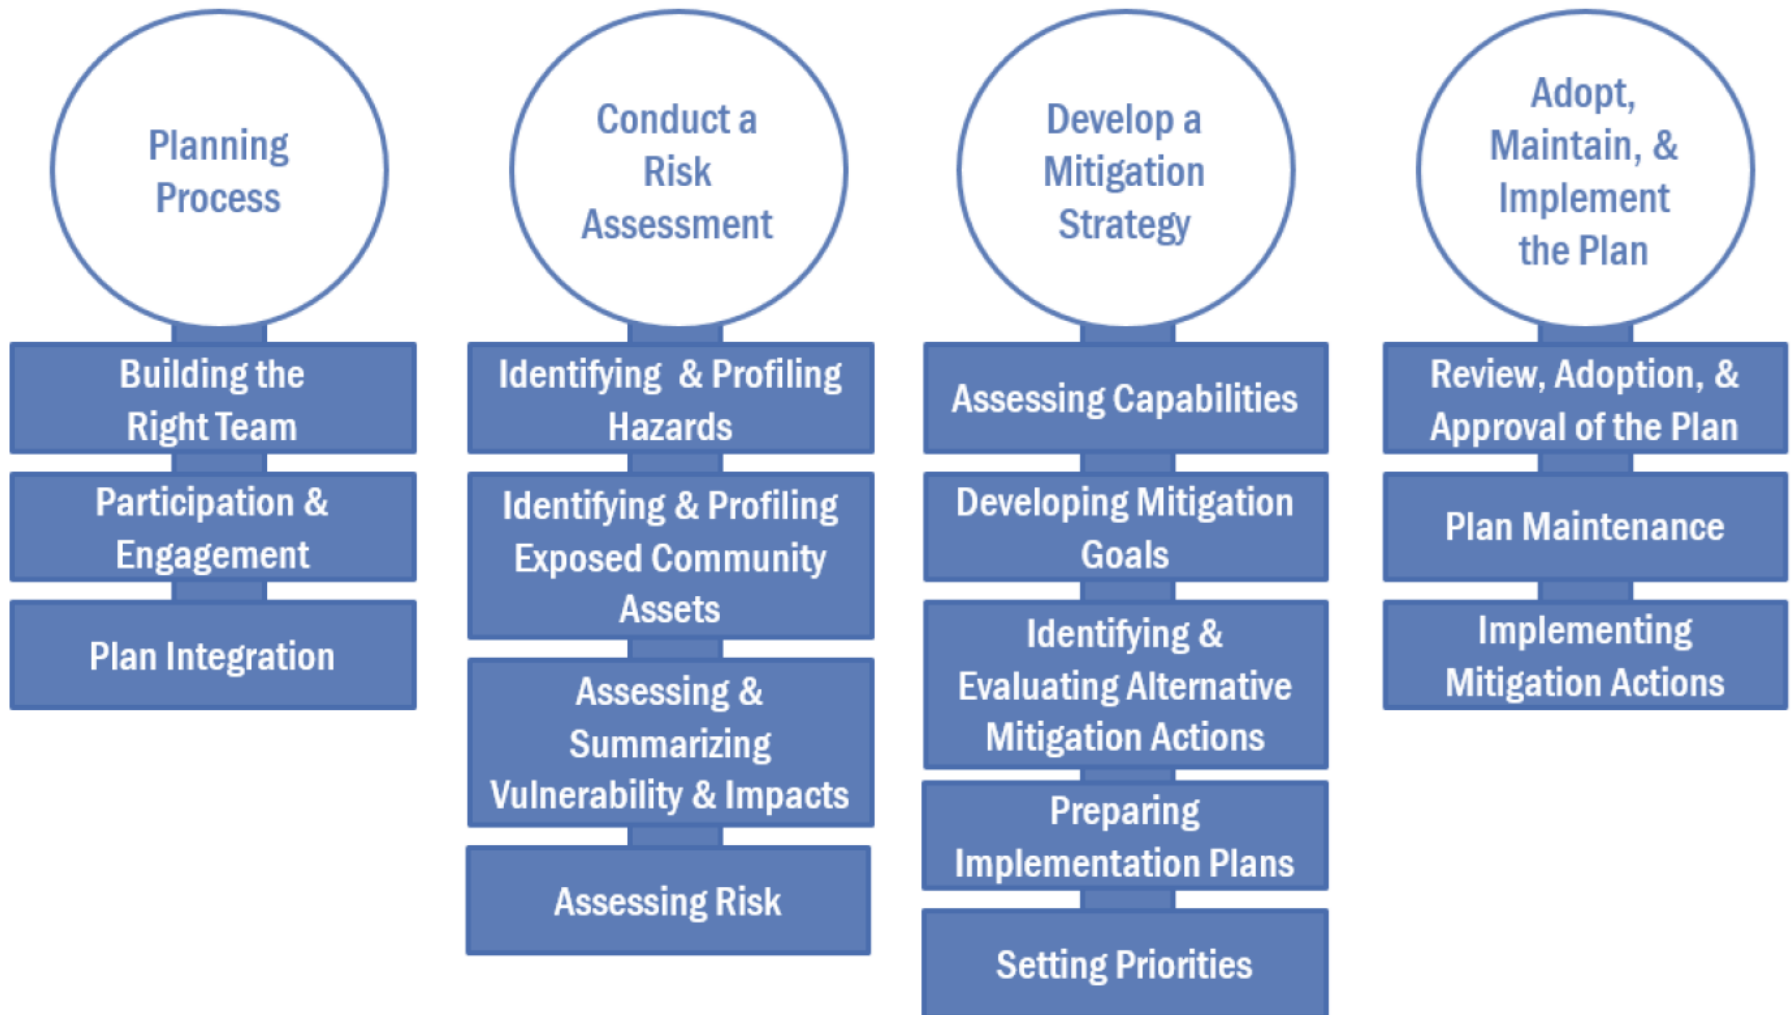 Planning
Process
Building the
Right Team
Participation &
Engagement
Plan Integration
Conduct a
Risk
Assessment
Identifying & Profiling
Hazards
Identifying & Profiling
Exposed Community
Assets
Assessing &
Summarizing
Vulnerability & Impacts
Assessing Risk
Develop a
Mitigation
Strategy
Assessing Capabilities
Developing Mitigation
Goals
Identifying &
Evaluating Alternative
Mitigation Actions
Preparing
Implementation Plans
Setting Priorities
Adopt,
Maintain, &
Implement
the Plan
Review, Adoption, &
Approval of the Plan
Plan Maintenance
Implementing
Mitigation Actions